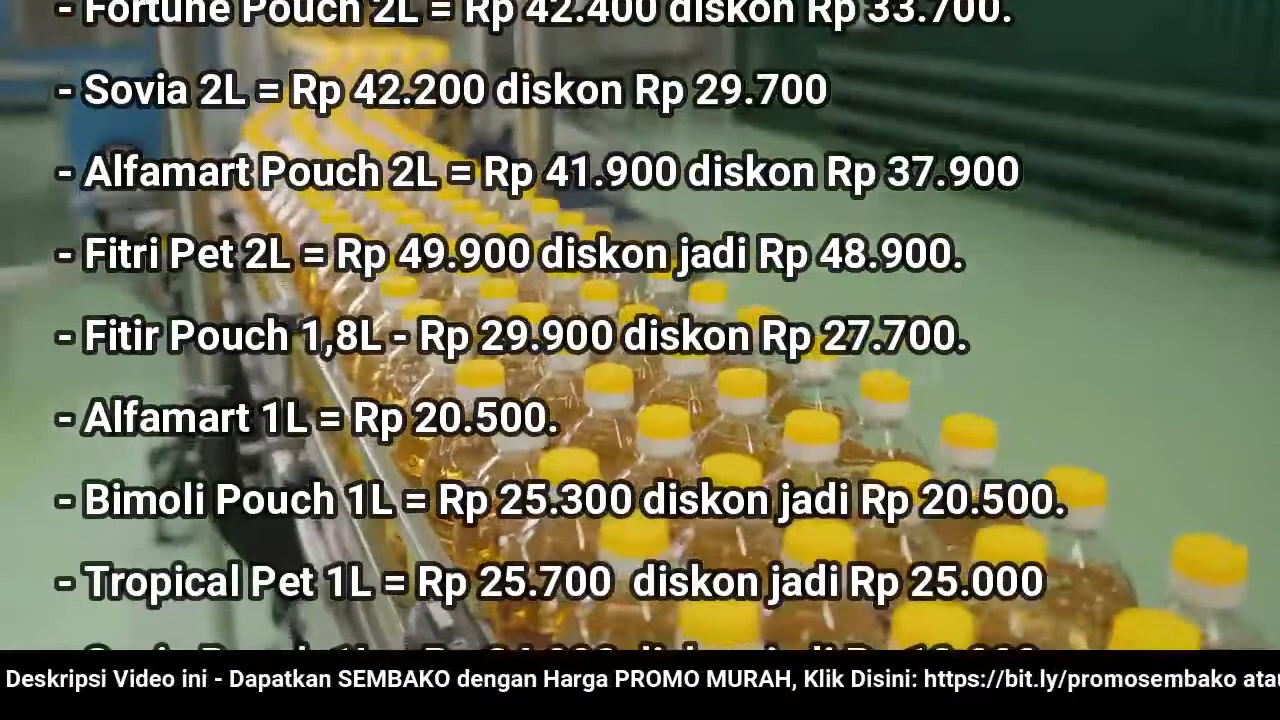 - Fortune Pouch 2L = Rp 42.400 diskon Rp 33.700.
- Sovia 2L = Rp 42.200 diskon Rp 29.700
- Alfamart Pouch 2L = Rp 41.900 diskon Rp 37.900
- Fitri Pet 2L = Rp 49.900 diskon jadi Rp 48.900.
- Fitir Pouch 1,8L - Rp 29.900 diskon Rp 27.700.
- Alfamart 1L = Rp 20.500.
- Bimoli Pouch 1L = Rp 25.300 diskon jadi Rp 20.500.
- Tropical Pet 1L = Rp 25.700  diskon jadi Rp 25.000
Deskripsi Video ini - Dapatkan SEMBAKO dengan Harga PROMO MURAH, Klik Disini: https://bit.ly/promosembako atau